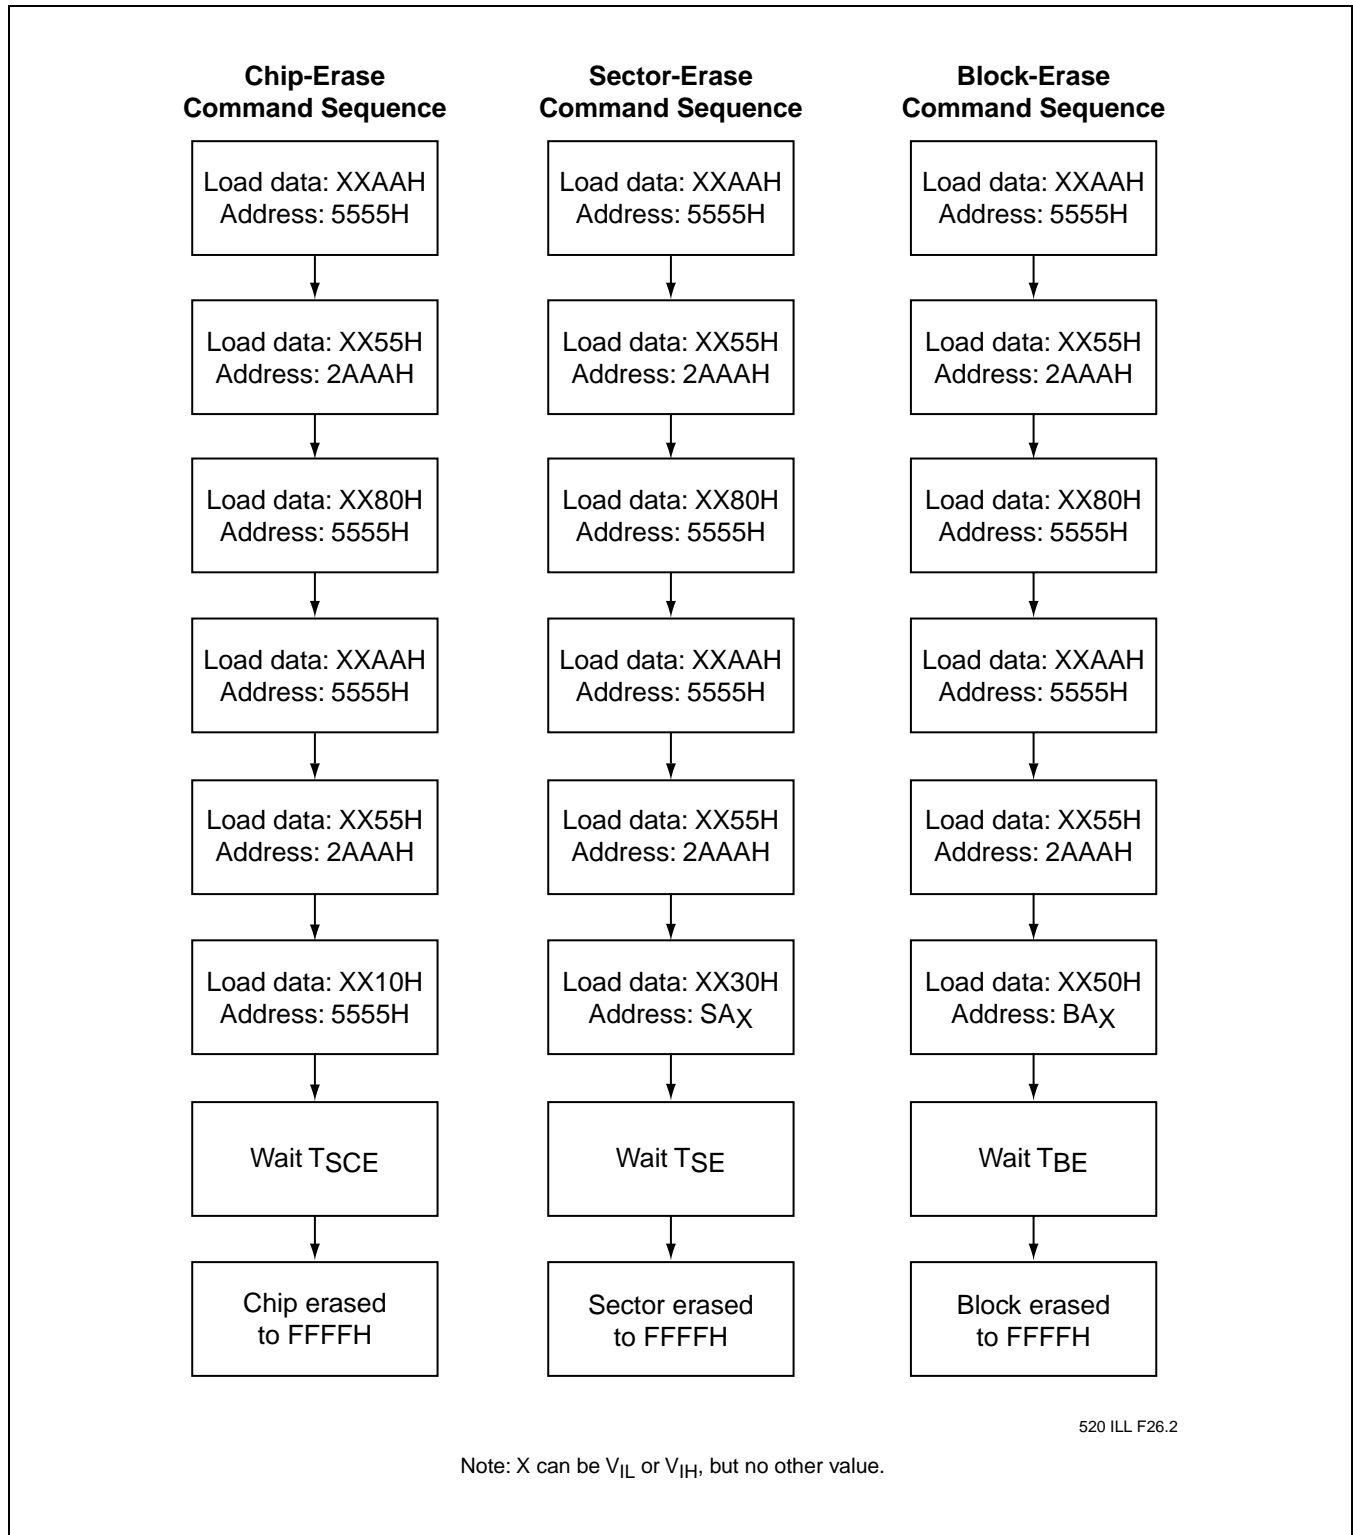 Chip-Erase
Command Sequence
Load data: XXAAH
Address: 5555H
Load data: XX55H
Address: 2AAAH
Load data: XX80H
Address: 5555H
Load data: XXAAH
Address: 5555H
Load data: XX55H
Address: 2AAAH
Load data: XX10H
Address: 5555H
Wait TSCE
Chip erased
to FFFFH
Sector-Erase
Command Sequence
Load data: XXAAH
Address: 5555H
Load data: XX55H
Address: 2AAAH
Load data: XX80H
Address: 5555H
Load data: XXAAH
Address: 5555H
Load data: XX55H
Address: 2AAAH
Load data: XX30H
Address: SAX
Wait TSE
Sector erased
to FFFFH
Block-Erase
Command Sequence
Load data: XXAAH
Address: 5555H
Load data: XX55H
Address: 2AAAH
Load data: XX80H
Address: 5555H
Load data: XXAAH
Address: 5555H
Load data: XX55H
Address: 2AAAH
Load data: XX50H
Address: BAX
Wait TBE
Block erased
to FFFFH
520 ILL F26.2
Note: X can be VIL or VIH, but no other value.